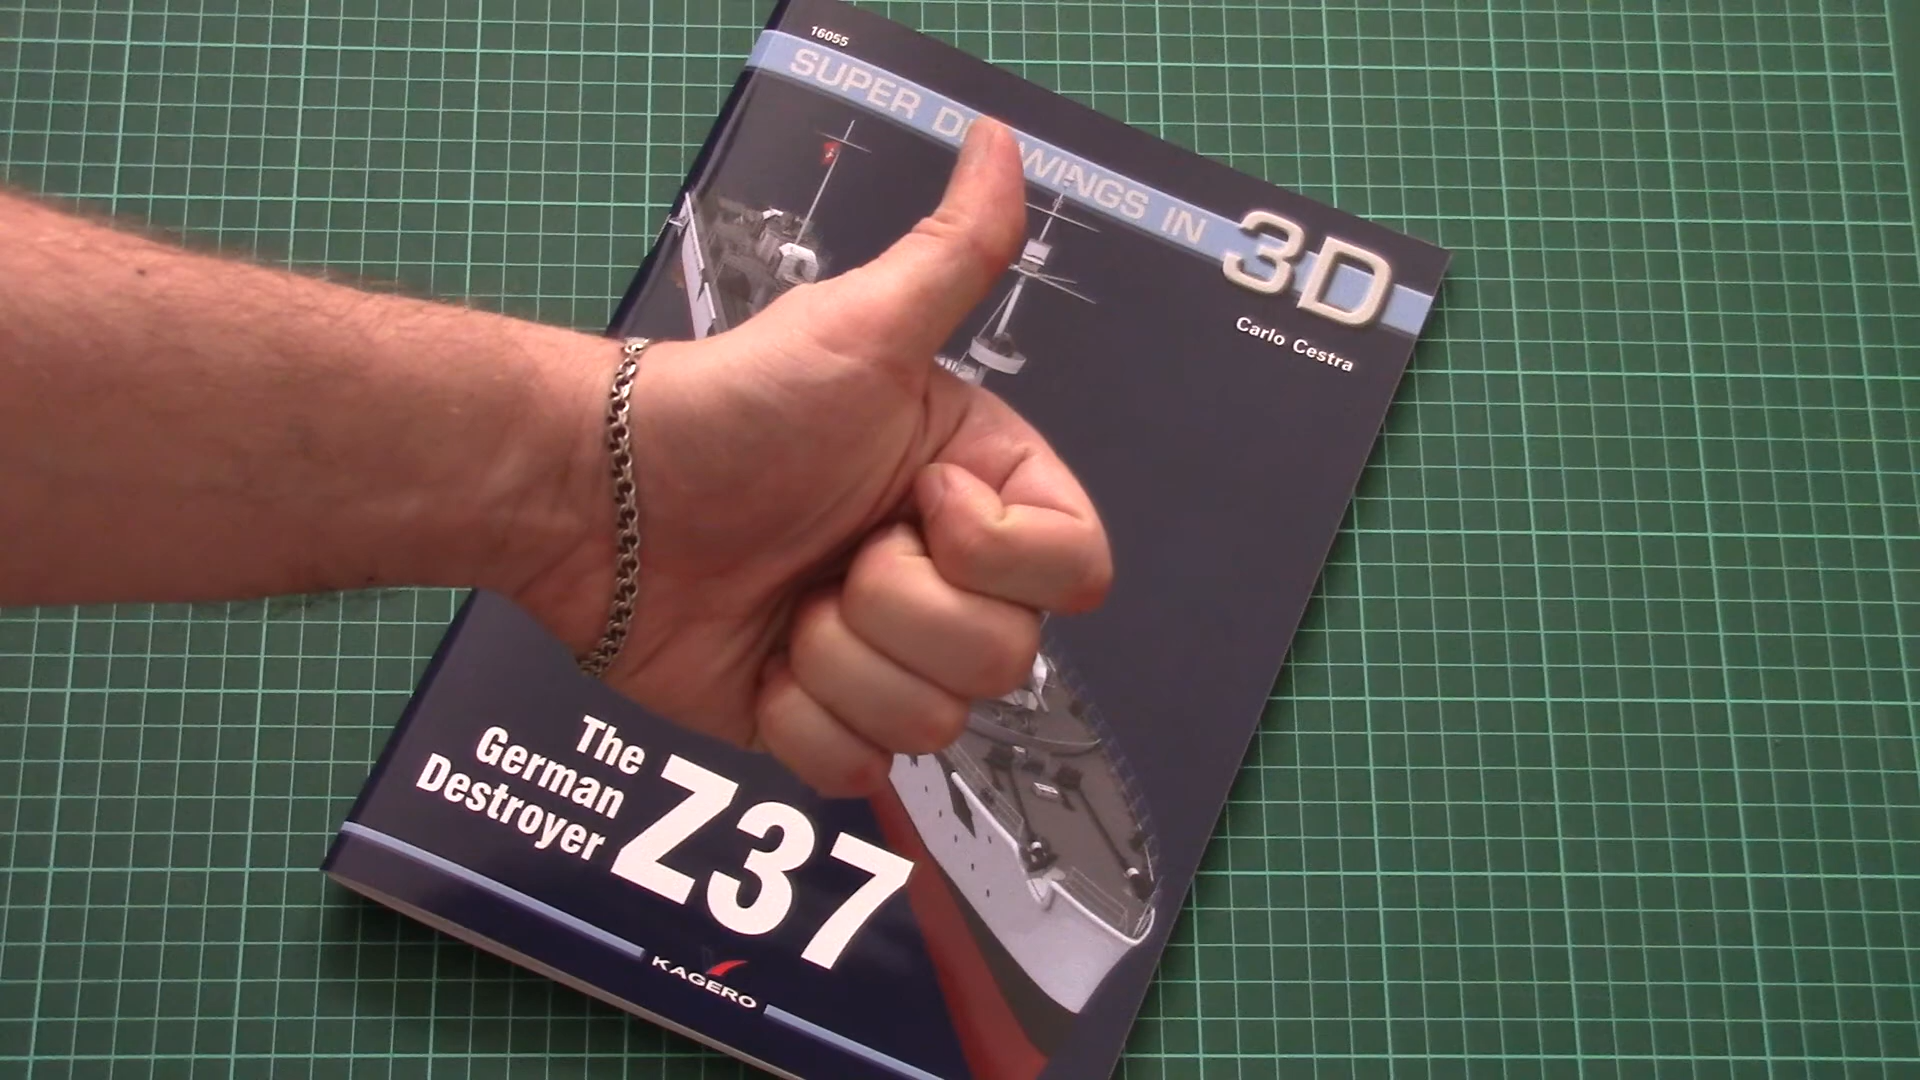 16055
SUPER D WINGS IN 3D
Carlo Cestra
The
German
Destroyer
Z37
KAGERO